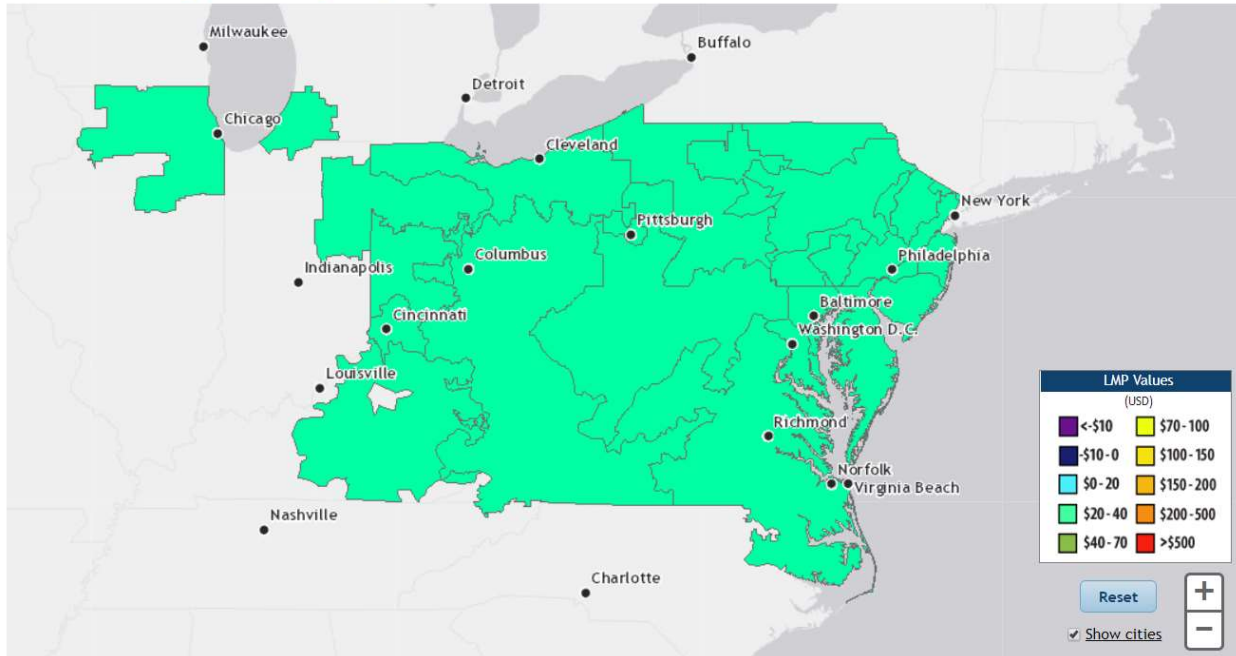 Milwaukee
Buffalo
Detroit
Chicago
Cleveland
New York
Pittsburgh
Columbus
Philadelphia
Indianapolis
Baltimore
Cincinnati
Washington D.C.
Louisville
Richmond
Norfolk
Virginia Beach
Nashville
Charlotte
LMP Values
(USD)
<-$10
$70 - 100
-$10 - 0
$100 - 150
$0 - 20
$150 - 200
$20 - 40
$200 - 500
$40 - 70
>$500
Reset
+
Show cities
−